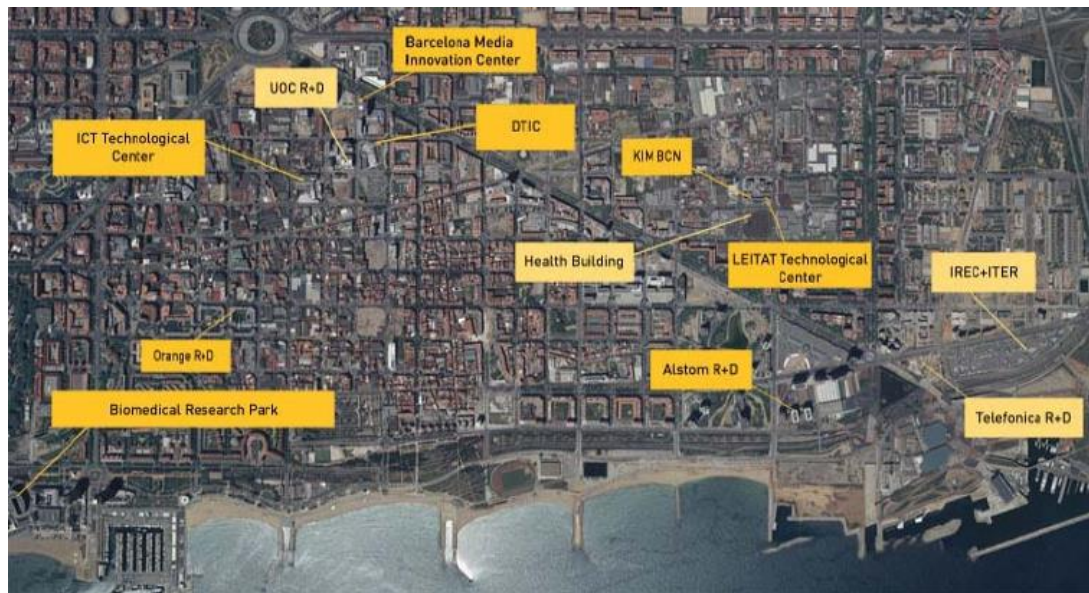 Barcelona Media
Innovation Center
UOC R+D
DTIC
ICT Technological
Center
KIM BCN
Health Building
LEITAT Technological
Center
IREC+ITER
Orange R+D
Alstom R+D
Biomedical Research Park
Telefonica R+D